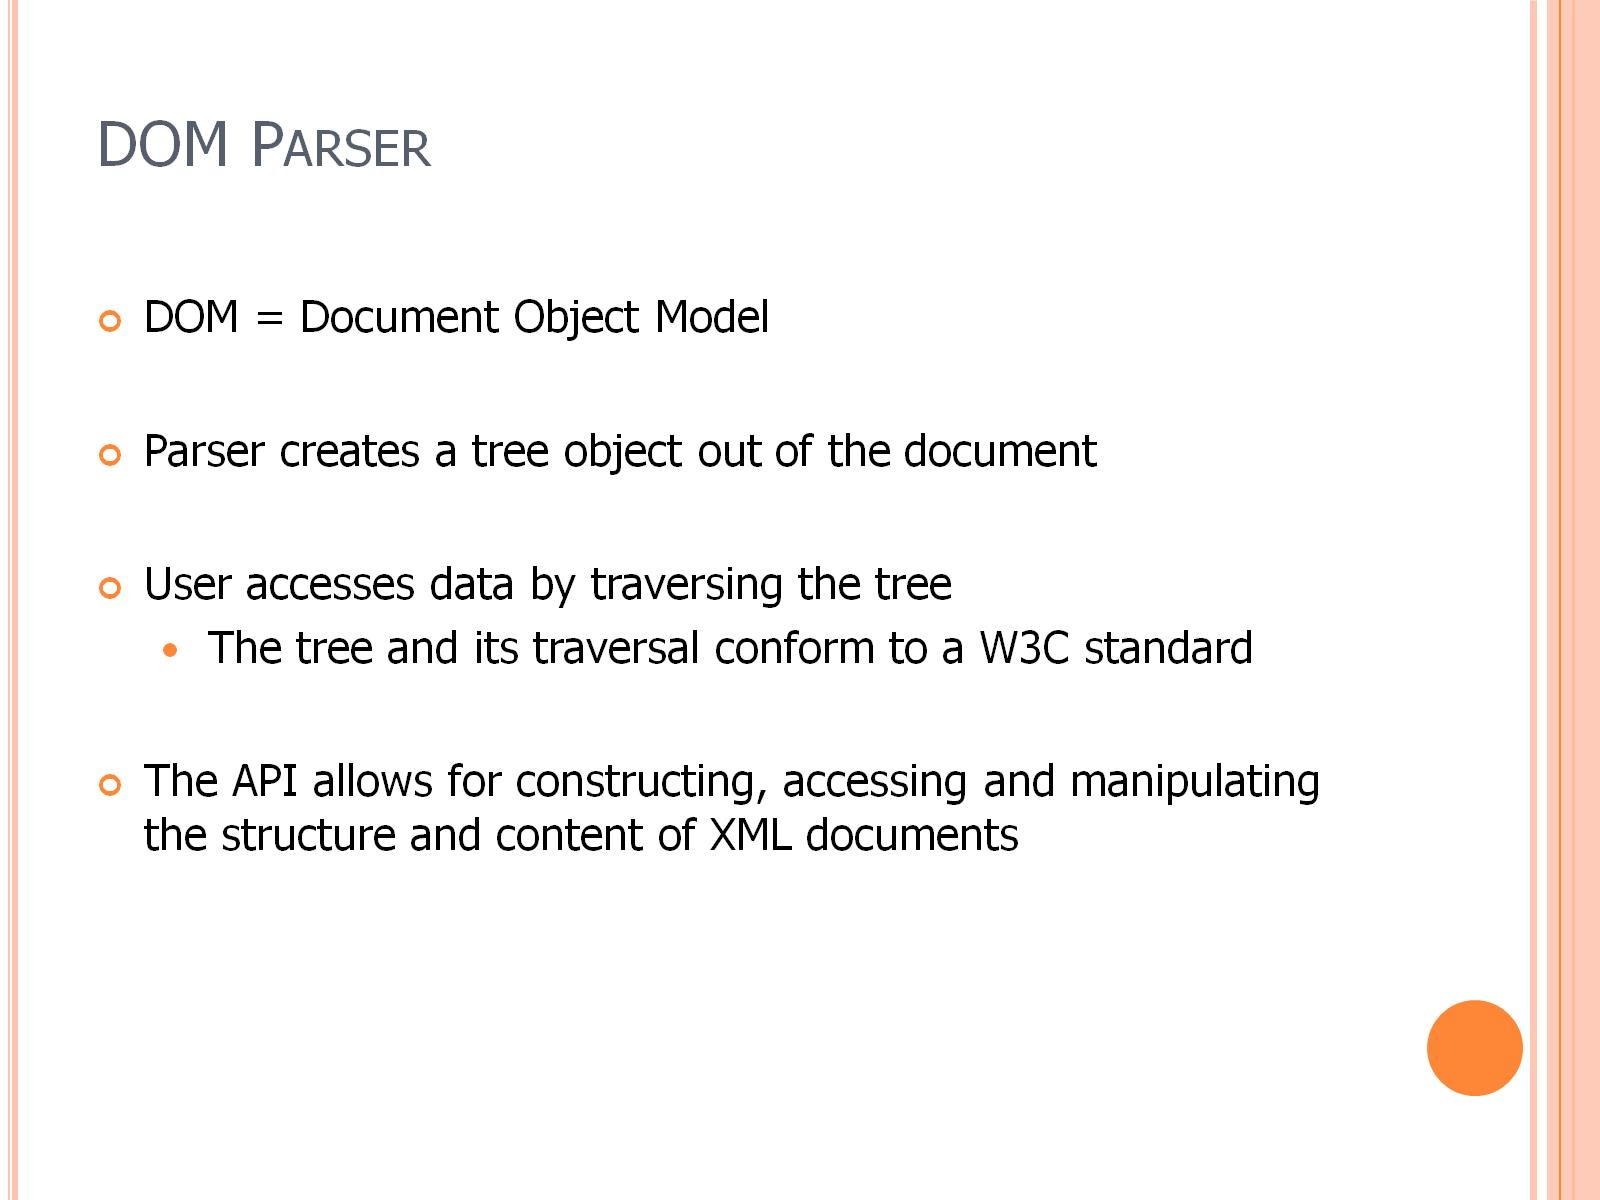 DOM PARSER
DOM = Document Object Model
Parser creates a tree object out of the document
User accesses data by traversing the tree
The tree and its traversal conform to a W3C standard
The API allows for constructing, accessing and manipulating
the structure and content of XML documents